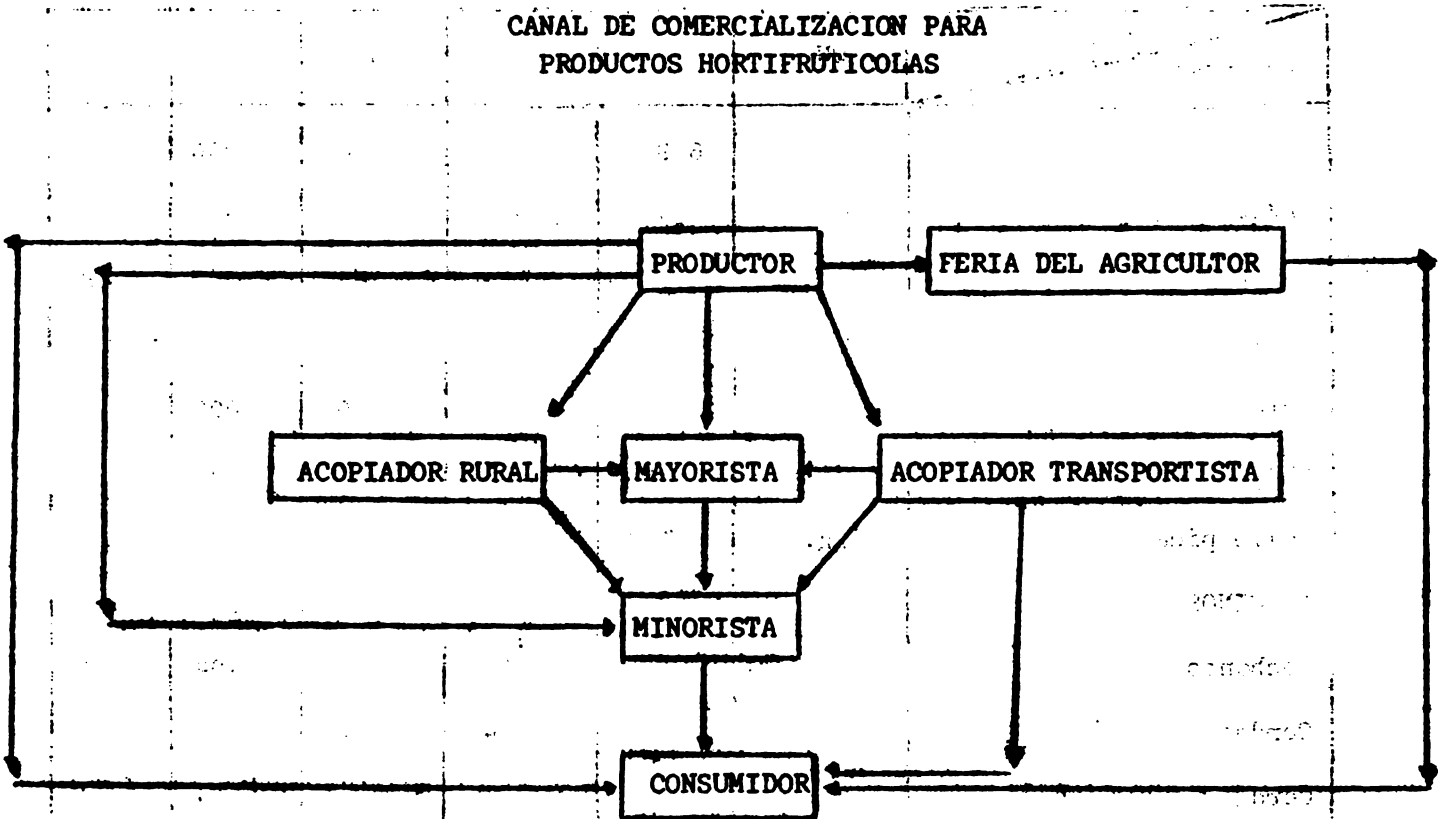 CANAL DE COMERCIALIZACION PARA
PRODUCTOS HORTIFRUTICOLAS
PRODUCTOR
FERIA DEL AGRICULTOR
ACOPIADOR RURAL
MAYORISTA
ACOPIADOR TRANSPORTISTA
MINORISTA
CONSUMIDOR